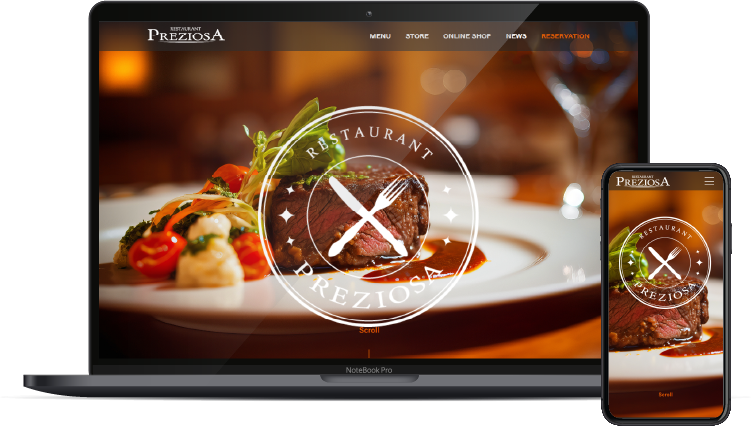 RESTAURANT
PREZIOSA
MENU STORE ONLINE SHOP NEWS RESERVATION
RESTAURANT
PREZIOSA
Scroll
NoteBook Pro
RESTAURANT
PREZIOSA
RESTAURANT
PREZIOSA
Scroll